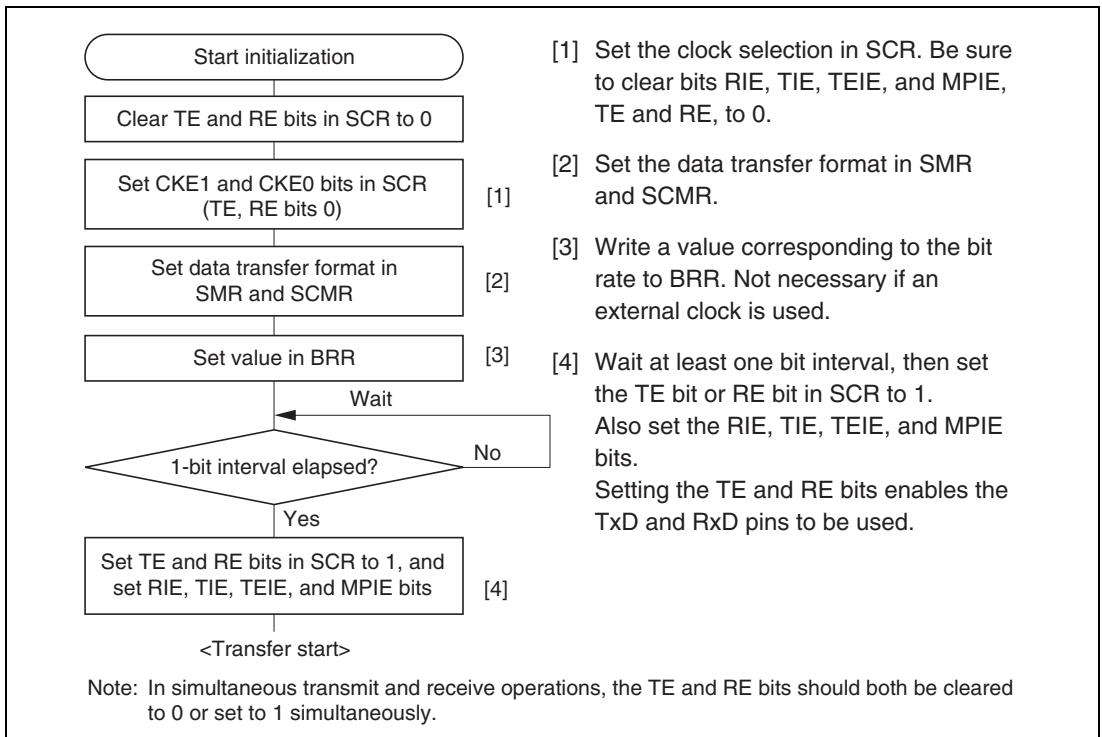 Start initialization
Clear TE and RE bits in SCR to 0
Set CKE1 and CKE0 bits in SCR
(TE, RE bits 0)
[1]
Set data transfer format in
SMR and SCMR
[2]
Set value in BRR
[3]
Wait
1-bit interval elapsed?
No
Yes
Set TE and RE bits in SCR to 1, and
set RIE, TIE, TEIE, and MPIE bits
[4]
<Transfer start>
[1] Set the clock selection in SCR. Be sure
to clear bits RIE, TIE, TEIE, and MPIE,
TE and RE, to 0.
[2] Set the data transfer format in SMR
and SCMR.
[3] Write a value corresponding to the bit
rate to BRR. Not necessary if an
external clock is used.
[4] Wait at least one bit interval, then set
the TE bit or RE bit in SCR to 1.
Also set the RIE, TIE, TEIE, and MPIE
bits.
Setting the TE and RE bits enables the
TxD and RxD pins to be used.
Note: In simultaneous transmit and receive operations, the TE and RE bits should both be cleared
to 0 or set to 1 simultaneously.